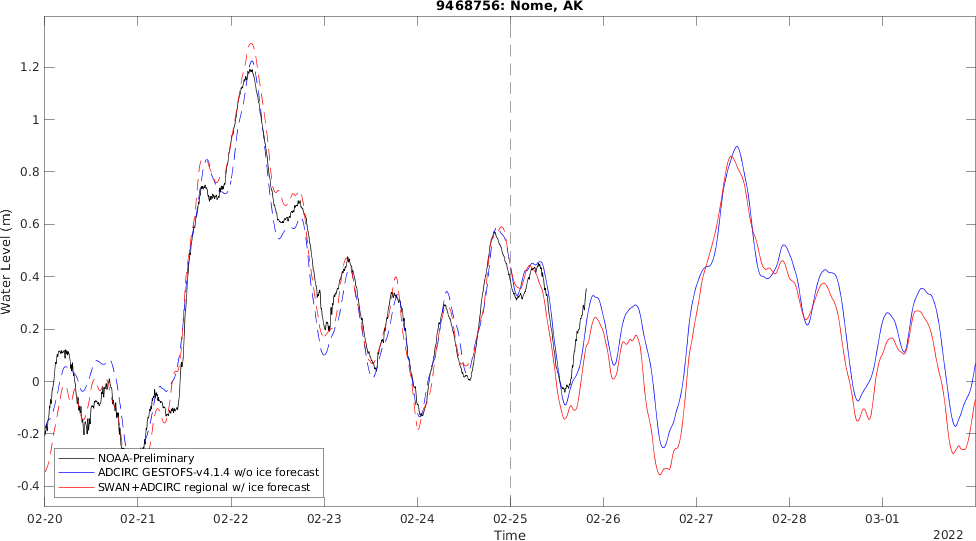 9468756: Nome, AK
Water Level (m)
1.2
1
0.8
0.6
0.4
0.2
0
-0.2
-0.4
NOAA-Preliminary
ADCIRC GESTOFS-v4.1.4 w/o ice forecast
SWAN+ADCIRC regional w/ ice forecast
02-20 02-21 02-22 02-23 02-24 02-25 02-26 02-27 02-28 03-01
Time
2022